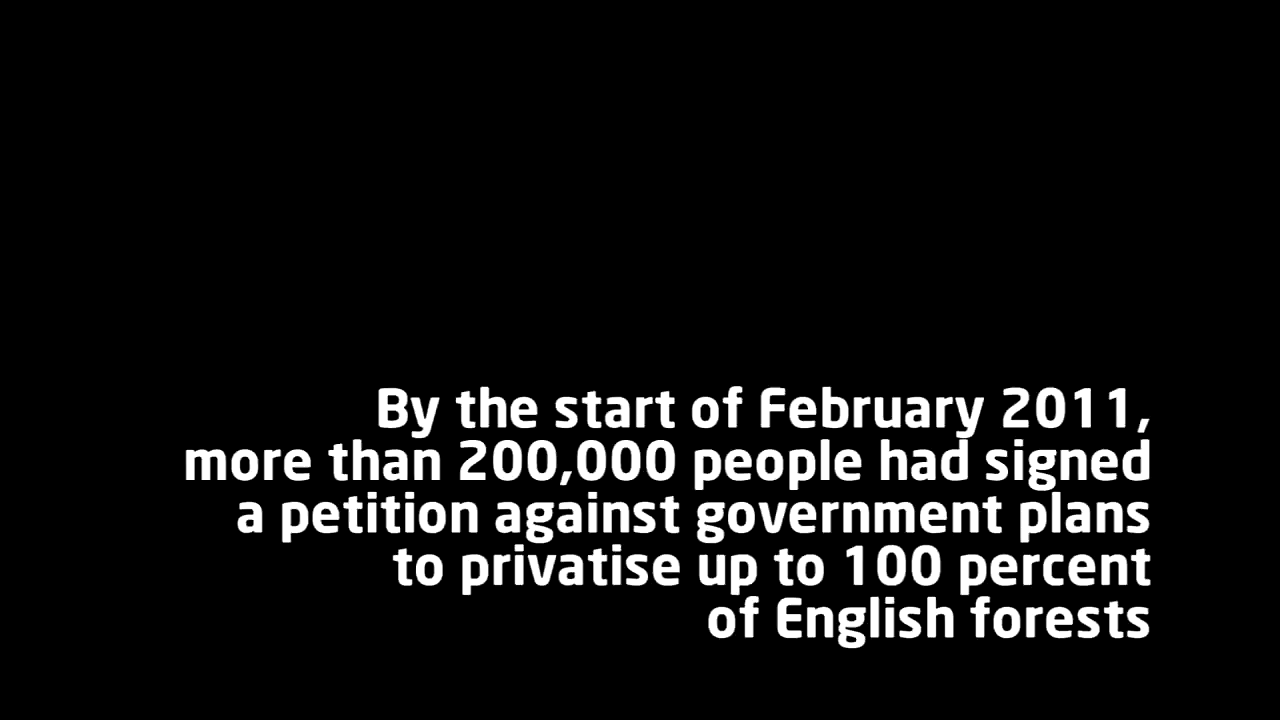 By the start of February 2011,
more than 200,000 people had signed
a petition against government plans
to privatise up to 100 percent
of English forests